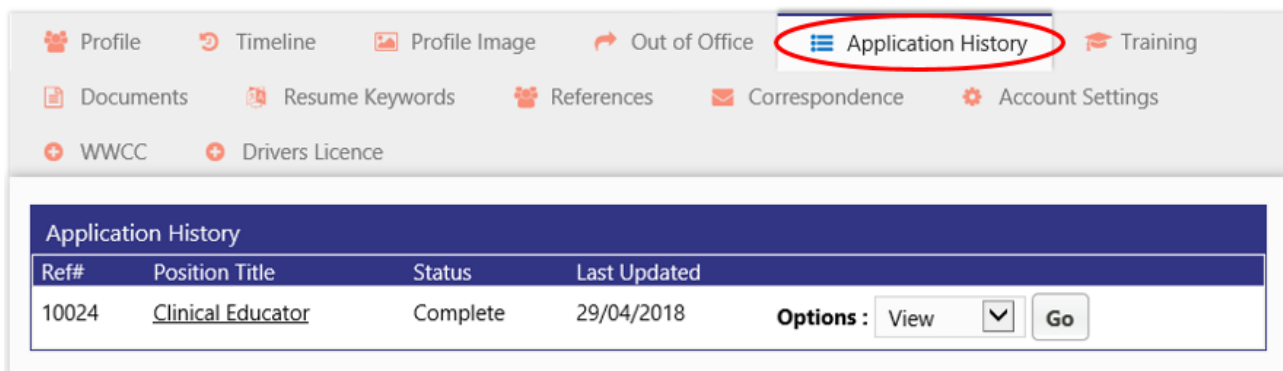 Profile Timeline Profile Image Out of Office Application History Training
Documents Resume Keywords References Correspondence Account Settings
WWCC Drivers Licence
Application History
Ref# Position Title Status Last Updated
10024 Clinical Educator Complete 29/04/2018 Options : View Go